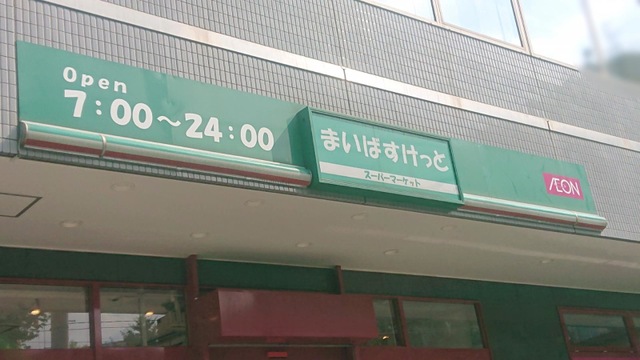 Open
7:00～24:00
まいばすけっと
スーパーマーケット
ÆON